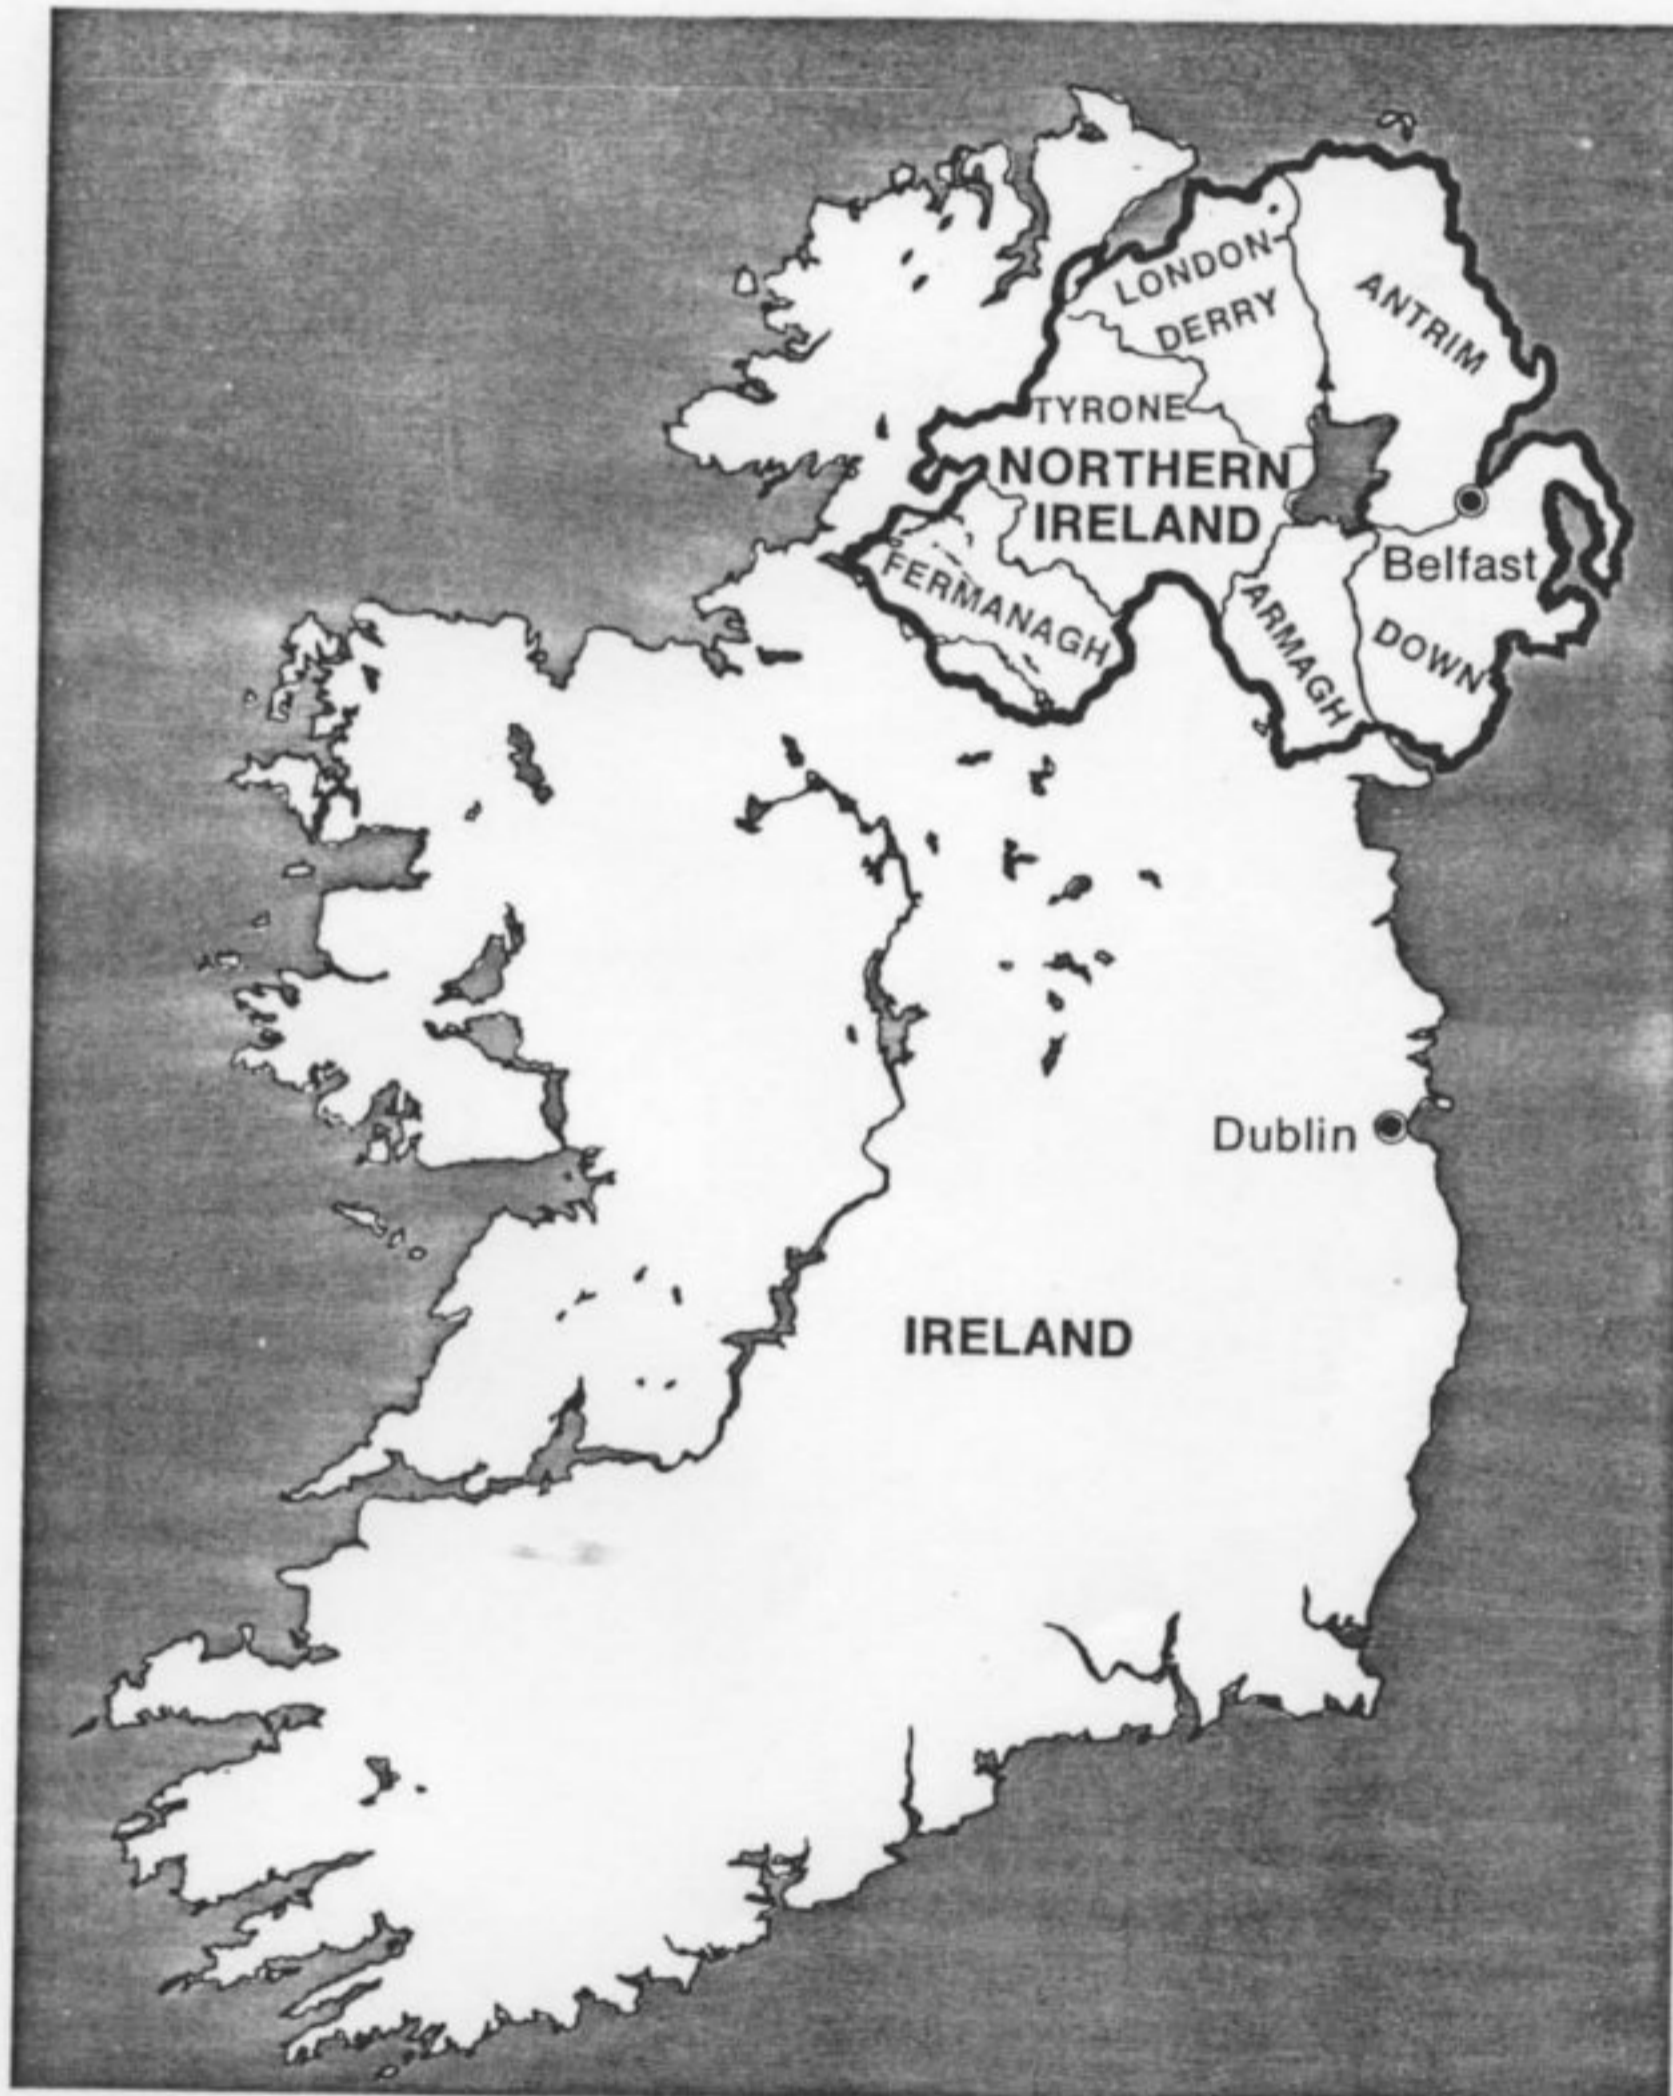 LONDON-
DERRY
ANTRIM
TYRONE
NORTHERN
IRELAND
Belfast
FERMANAGH
ARMAGH
DOWN
Dublin
IRELAND